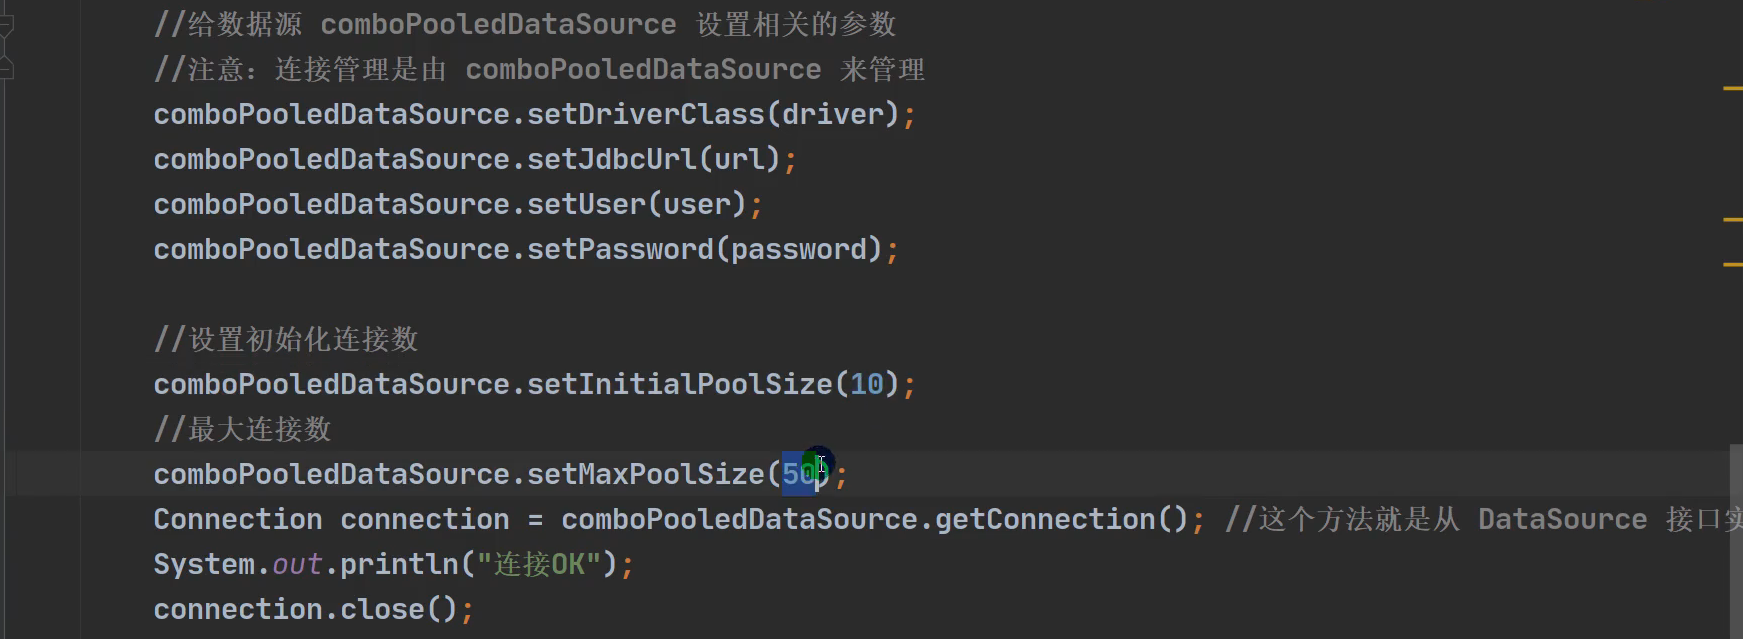 //给数据源 comboPooledDataSource 设置相关的参数
//注意：连接管理是由 comboPooledDataSource 来管理
comboPooledDataSource.setDriverClass(driver);
comboPooledDataSource.setJdbcUrl(url);
comboPooledDataSource.setUser(user);
comboPooledDataSource.setPassword(password);
//设置初始化连接数
comboPooledDataSource.setInitialPoolSize(10);
//最大连接数
comboPooledDataSource.setMaxPoolSize(50);
Connection connection = comboPooledDataSource.getConnection(); //这个方法就是从 DataSource 接口实
System.out.println("连接OK");
connection.close();